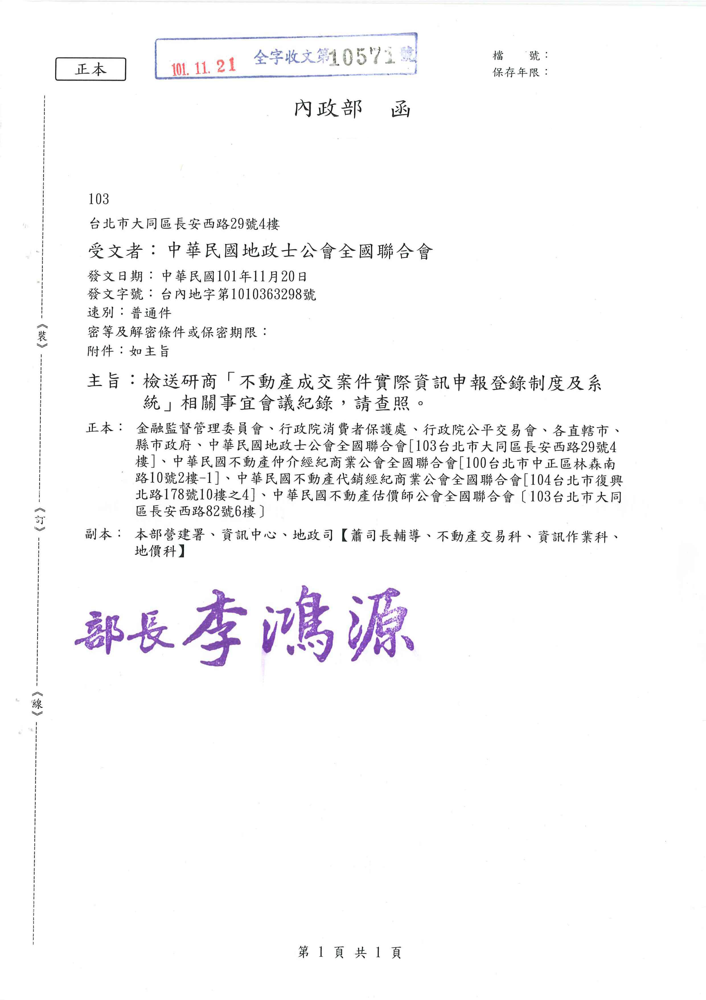 正本
101.11.21 全字收文第10571號
檔　號：
保存年限：
內政部　函
103
台北市大同區長安西路29號4樓
受文者：中華民國地政士公會全國聯合會
發文日期：中華民國101年11月20日
發文字號：台內地字第1010363298號
速別：普通件
密等及解密條件或保密期限：
附件：如主旨
主旨：檢送研商「不動產成交案件實際資訊申報登錄制度及系
統」相關事宜會議紀錄，請查照。
正本：金融監督管理委員會、行政院消費者保護處、行政院公平交易會、各直轄市、
縣市政府、中華民國地政士公會全國聯合會[103台北市大同區長安西路29號4
樓]、中華民國不動產仲介經紀商業公會全國聯合會[100台北市中正區林森南
路10號2樓-1]、中華民國不動產代銷經紀商業公會全國聯合會[104台北市復興
北路178號10樓之4]、中華民國不動產估價師公會全國聯合會〔103台北市大同
區長安西路82號6樓〕
副本：本部營建署、資訊中心、地政司【蕭司長輔導、不動產交易科、資訊作業科、
地價科】
部長李鴻源
《裝》
《訂》
《線》
第 1 頁 共 1 頁